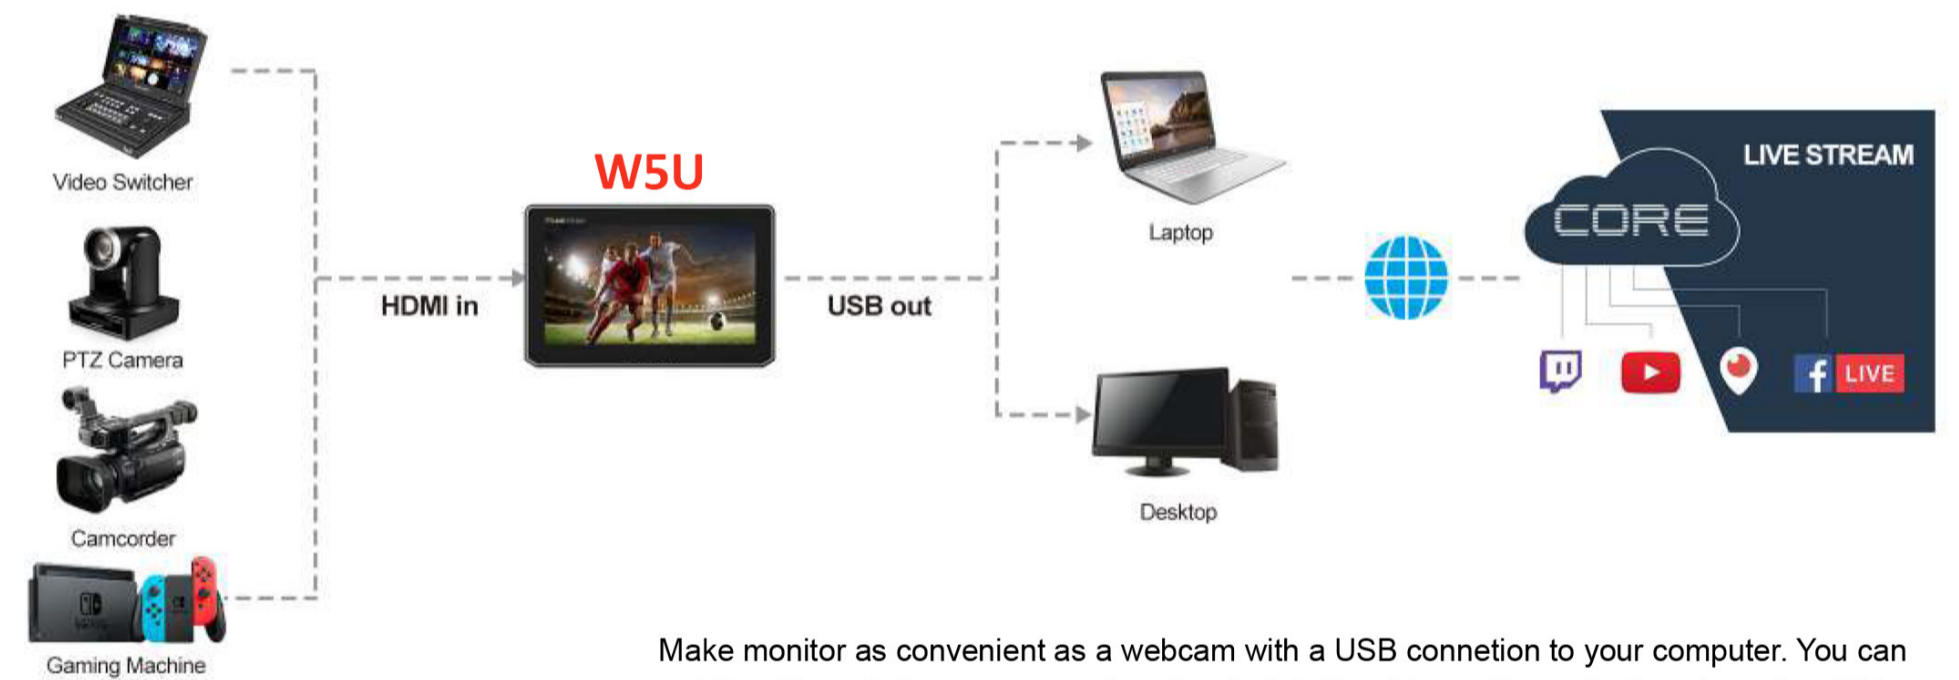 Video Switcher
PTZ Camera
Camcorder
Gaming Machine
HDMI in
W5U
USB out
Laptop
Desktop
LIVE STREAM
CORE
f LIVE
Make monitor as convenient as a webcam with a USB connetion to your computer. You can